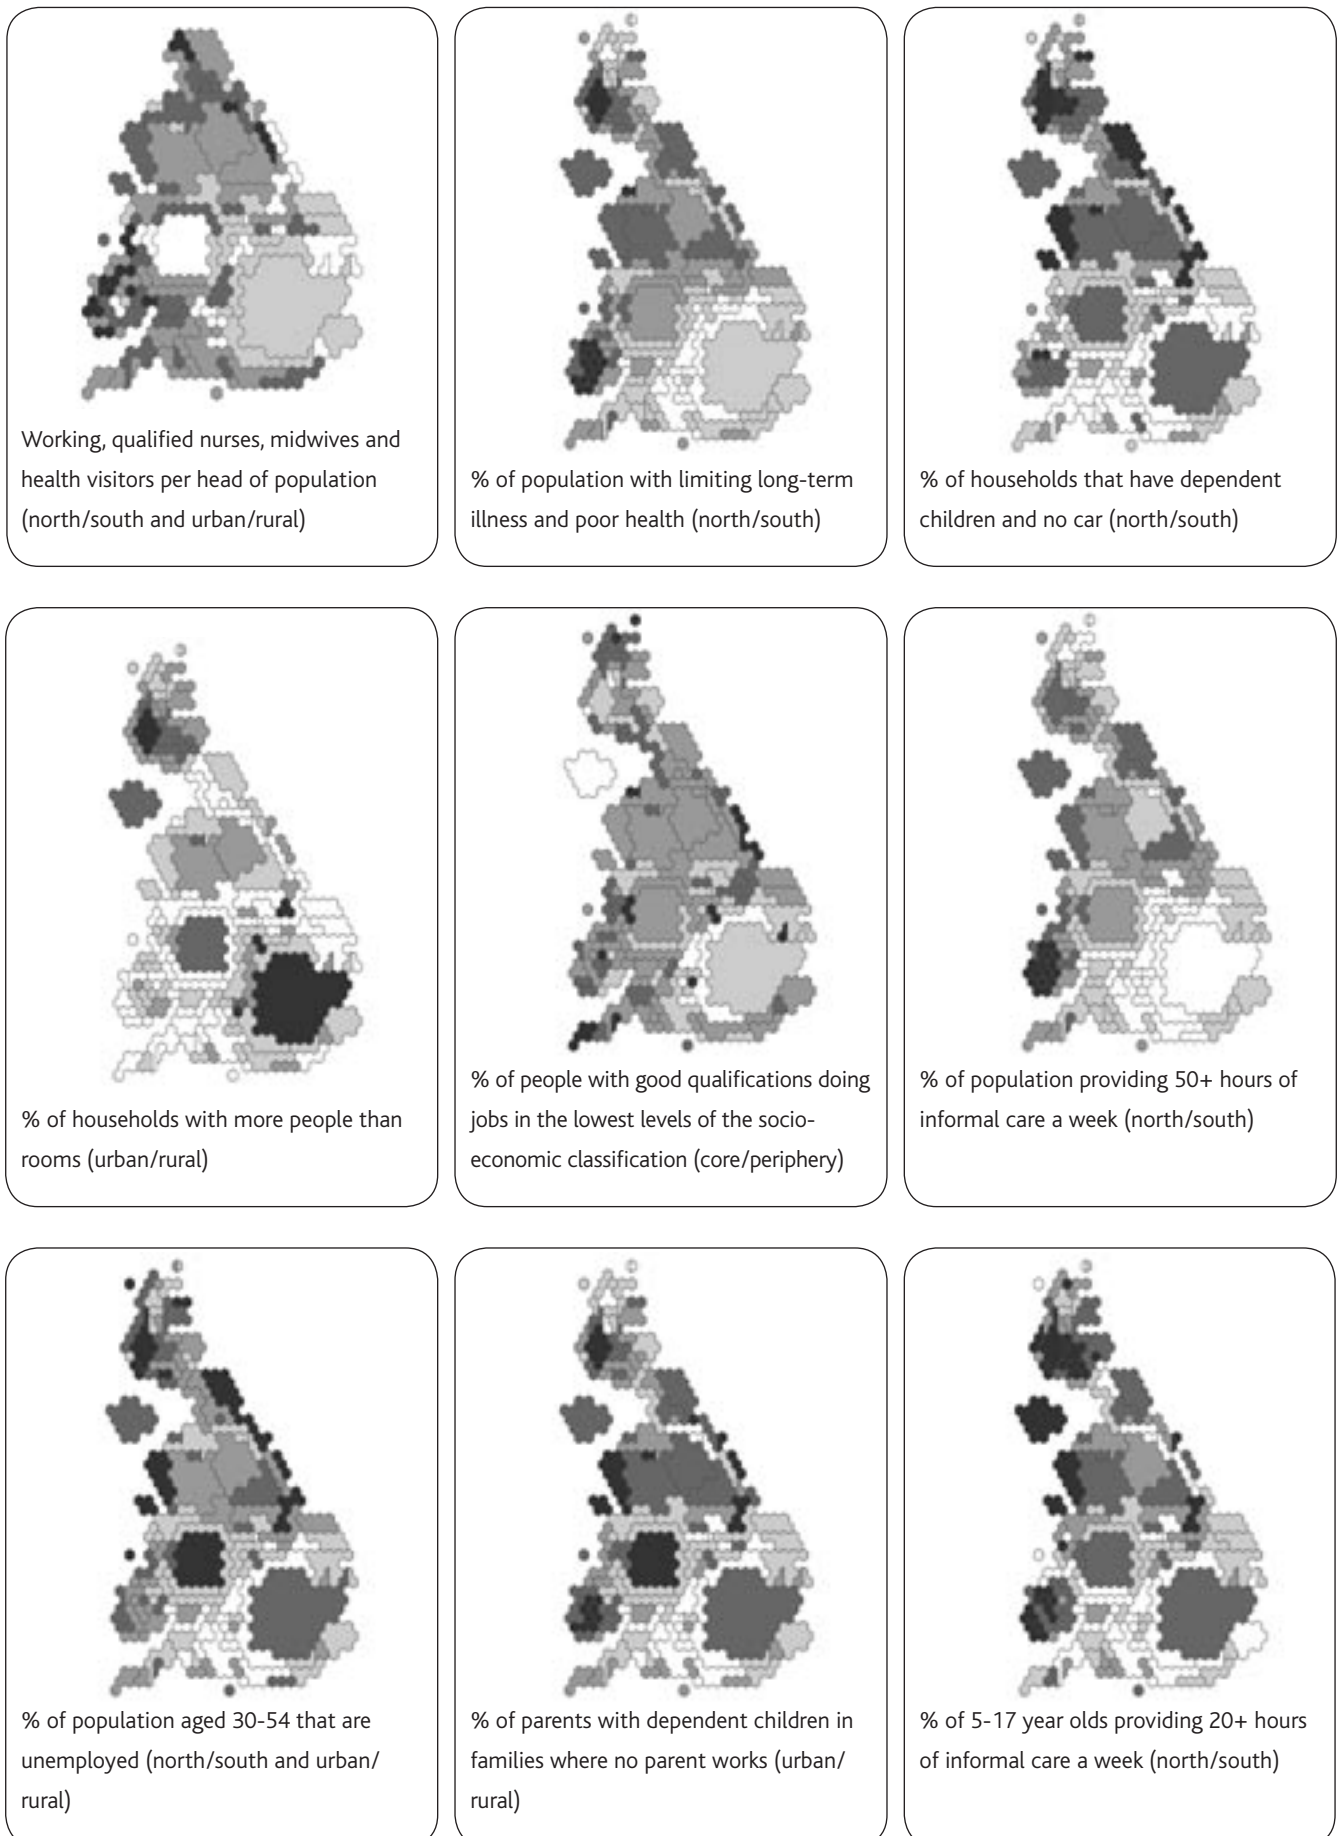 Working, qualified nurses, midwives and
health visitors per head of population
(north/south and urban/rural)
% of population with limiting long-term
illness and poor health (north/south)
% of households that have dependent
children and no car (north/south)
% of households with more people than
rooms (urban/rural)
% of people with good qualifications doing
jobs in the lowest levels of the socio-
economic classification (core/periphery)
% of population providing 50+ hours of
informal care a week (north/south)
% of population aged 30-54 that are
unemployed (north/south and urban/
rural)
% of parents with dependent children in
families where no parent works (urban/
rural)
% of 5-17 year olds providing 20+ hours
of informal care a week (north/south)